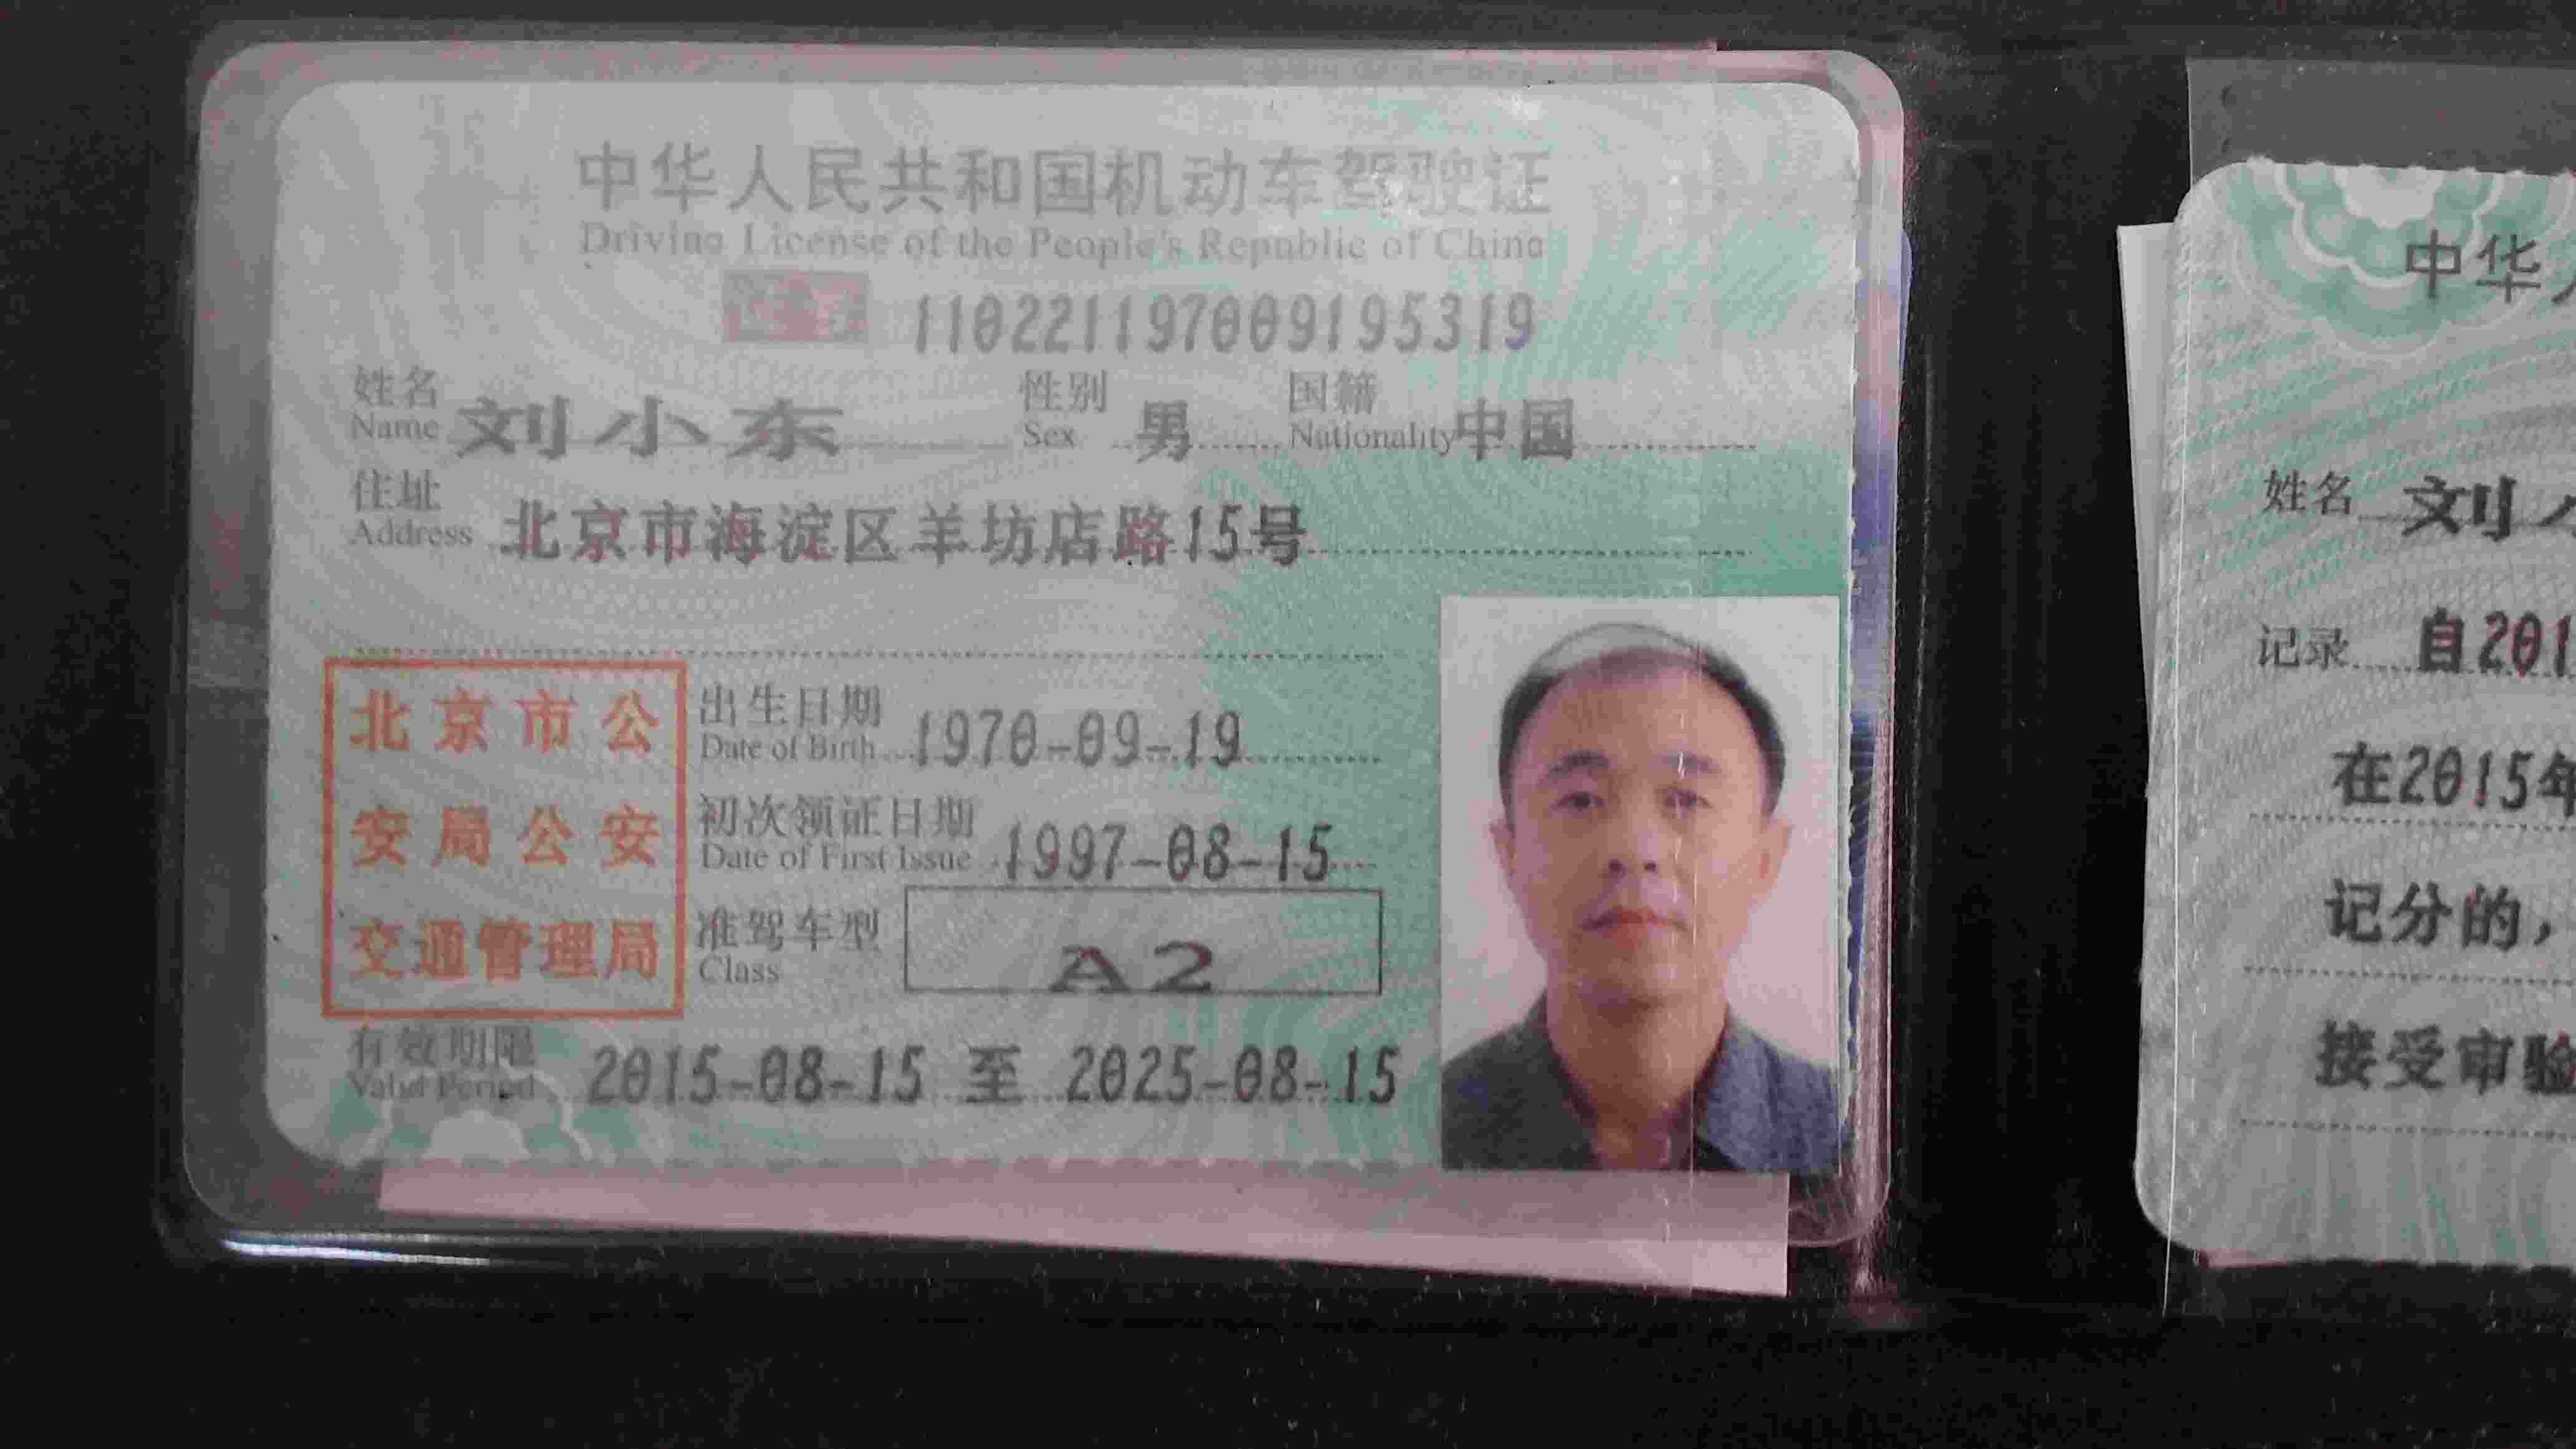 中华人民共和国机动车驾驶证
Driving License of the People's Republic of China
证号 110221197009195319
姓名 刘小东 性别 男 国籍 中国
Name Sex Nationality
住址 北京市海淀区羊坊店路15号
Address
北京市公
安局公安
交通管理局
出生日期 1970-09-19
Date of Birth
初次领证日期 1997-08-15
Date of First Issue
准驾车型 A2
Class
有效期限 2015-08-15 至 2025-08-15
Valid Period
中华
姓名 刘
记录 自201
在2015年
记分的，
接受审验